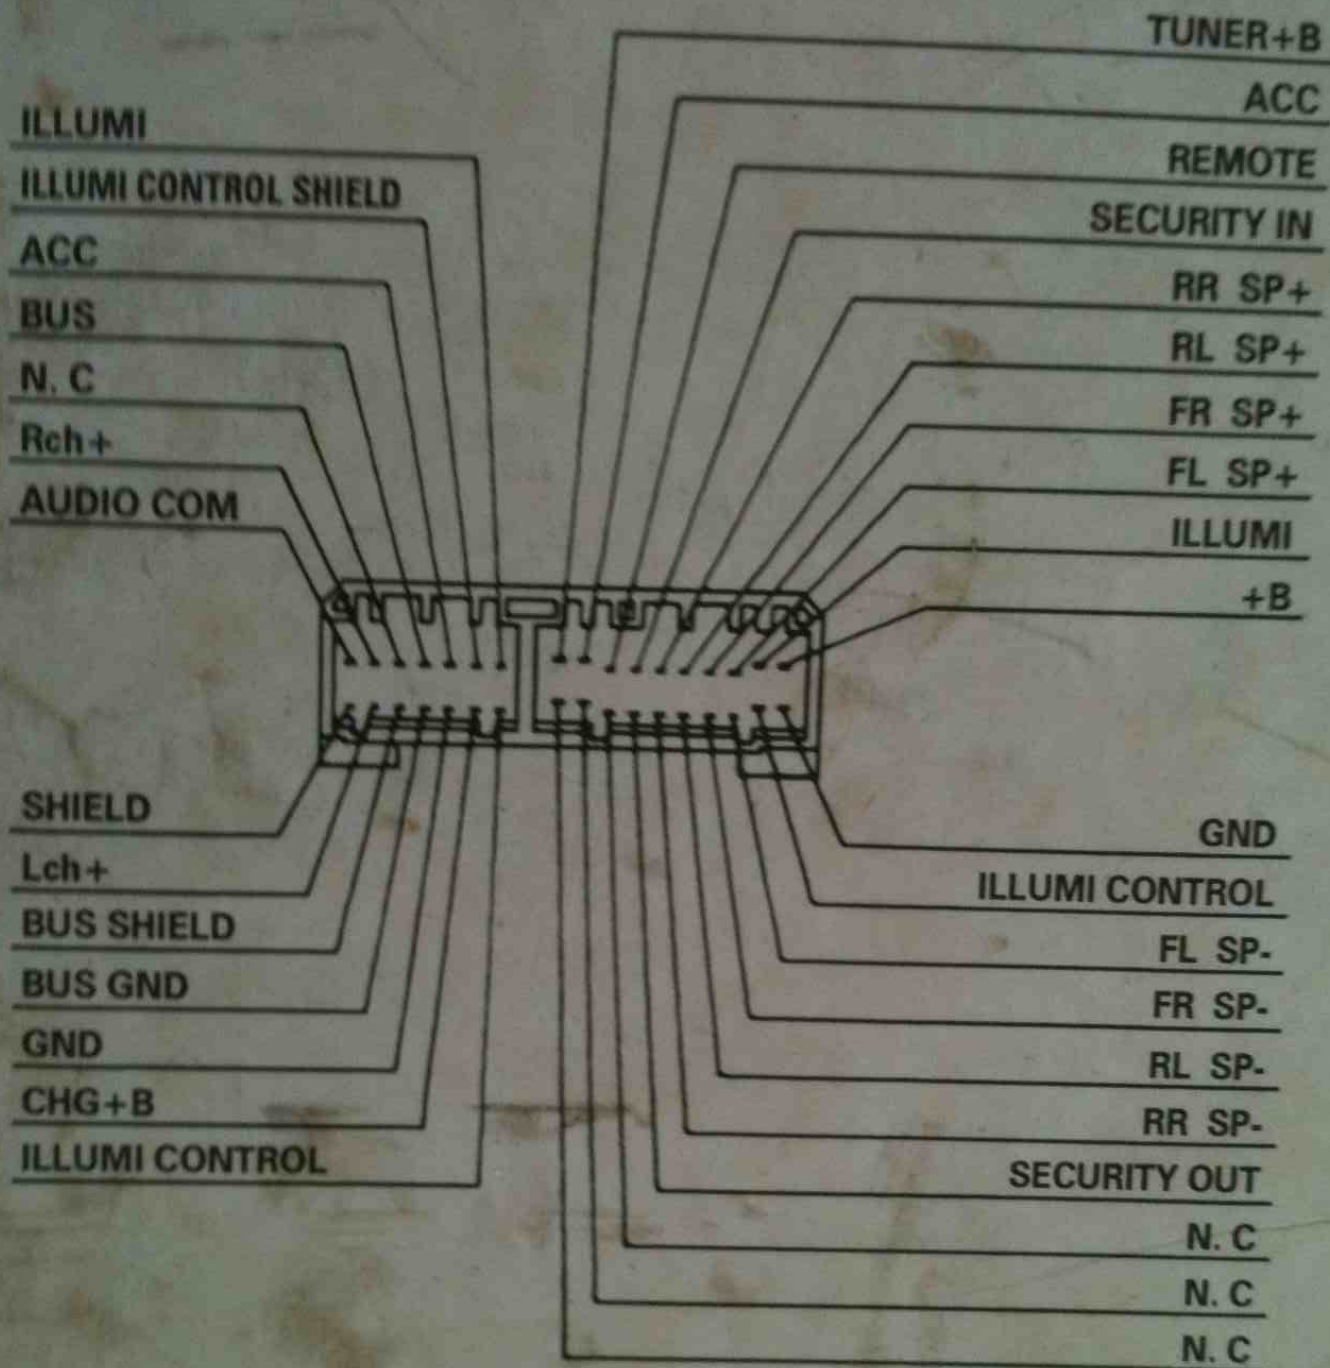 ILLUMI
ILLUMI CONTROL SHIELD
ACC
BUS
N. C
Rch+
AUDIO COM
TUNER+B
ACC
REMOTE
SECURITY IN
RR SP+
RL SP+
FR SP+
FL SP+
ILLUMI
+B
SHIELD
Lch+
BUS SHIELD
BUS GND
GND
CHG+B
ILLUMI CONTROL
GND
ILLUMI CONTROL
FL SP-
FR SP-
RL SP-
RR SP-
SECURITY OUT
N. C
N. C
N. C